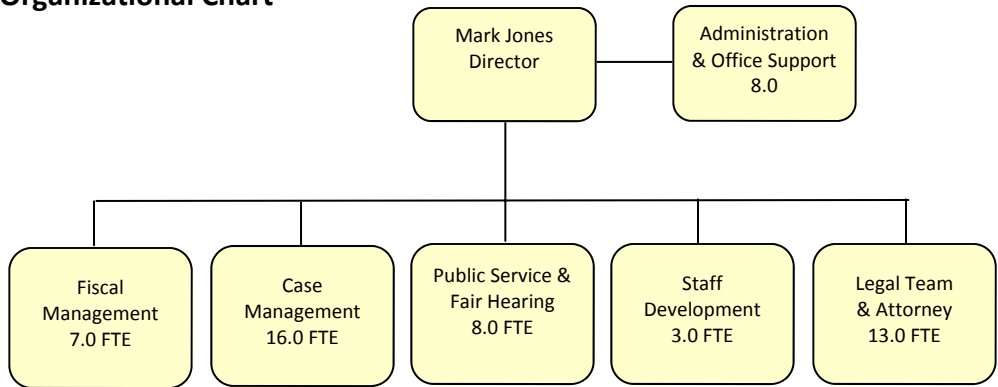 Organizational Chart
Mark Jones
Director
Administration
& Office Support
8.0
Fiscal
Management
7.0 FTE
Case
Management
16.0 FTE
Public Service &
Fair Hearing
8.0 FTE
Staff
Development
3.0 FTE
Legal Team
& Attorney
13.0 FTE